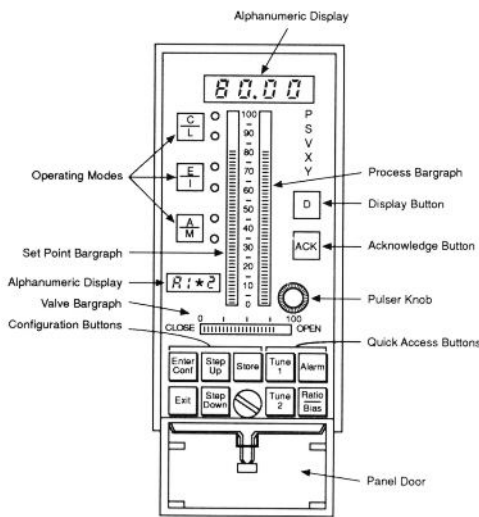 Alphanumeric Display
80.00
C
L
E
I
A
M
100
90
80
70
60
50
40
30
20
10
0
P
S
V
X
Y
Operating Modes
Process Bargraph
D
Display Button
ACK
Acknowledge Button
Set Point Bargraph
Alphanumeric Display
A1*2
Pulser Knob
Valve Bargraph
0
100
CLOSE
OPEN
Configuration Buttons
Quick Access Buttons
Enter
Conf
Step
Up
Store
Tune
1
Alarm
Exit
Step
Down
Tune
2
Ratio
Bias
Panel Door